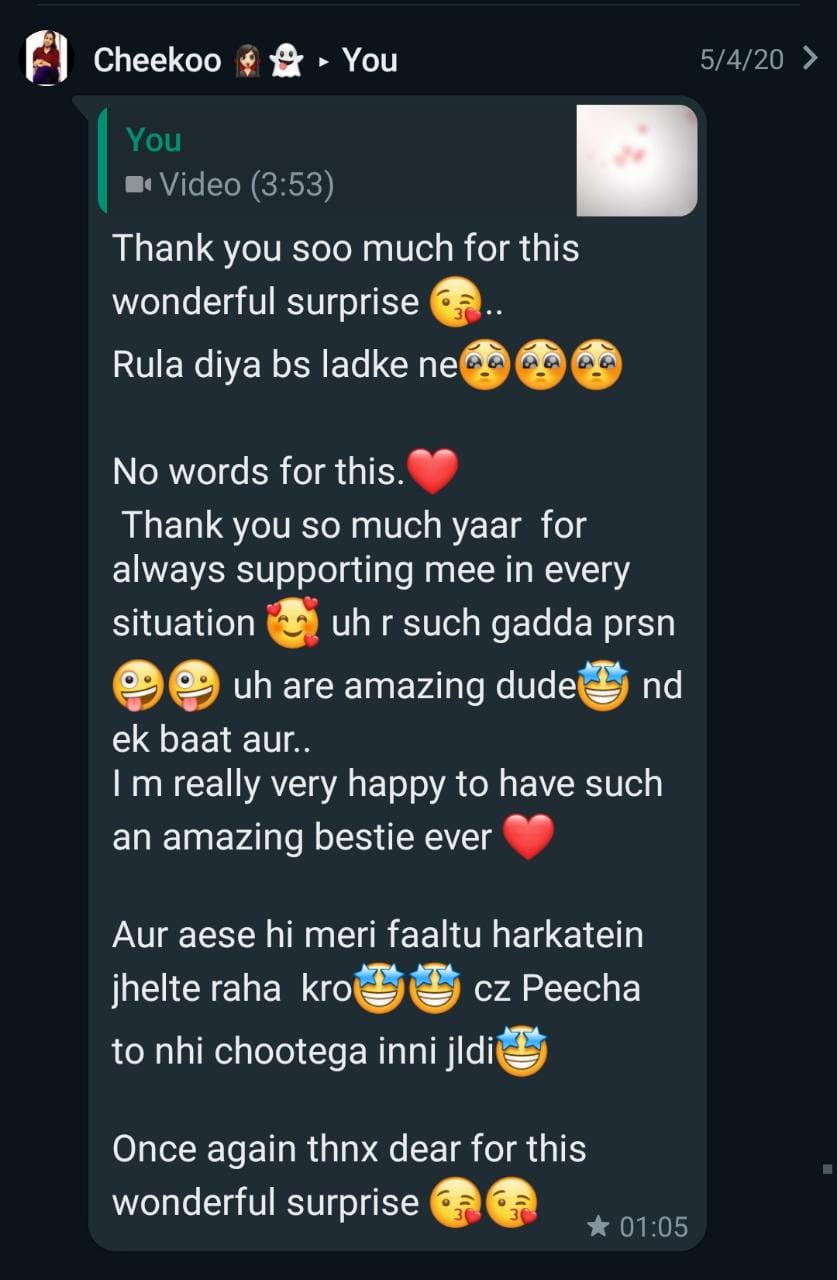 Cheekoo 🧛🏻‍♀️👻 ▸ You 5/4/20
You
Video (3:53)
Thank you soo much for this
wonderful surprise 😘..
Rula diya bs ladke ne🥺🥺🥺
No words for this.❤️
Thank you so much yaar  for
always supporting mee in every
situation 🥰 uh r such gadda prsn
🤪🤪 uh are amazing dude🤩 nd
ek baat aur..
I m really very happy to have such
an amazing bestie ever ❤️
Aur aese hi meri faaltu harkatein
jhelte raha  kro🤩🤩 cz Peecha
to nhi chootega inni jldi🤩
Once again thnx dear for this
wonderful surprise 😘😘
★ 01:05